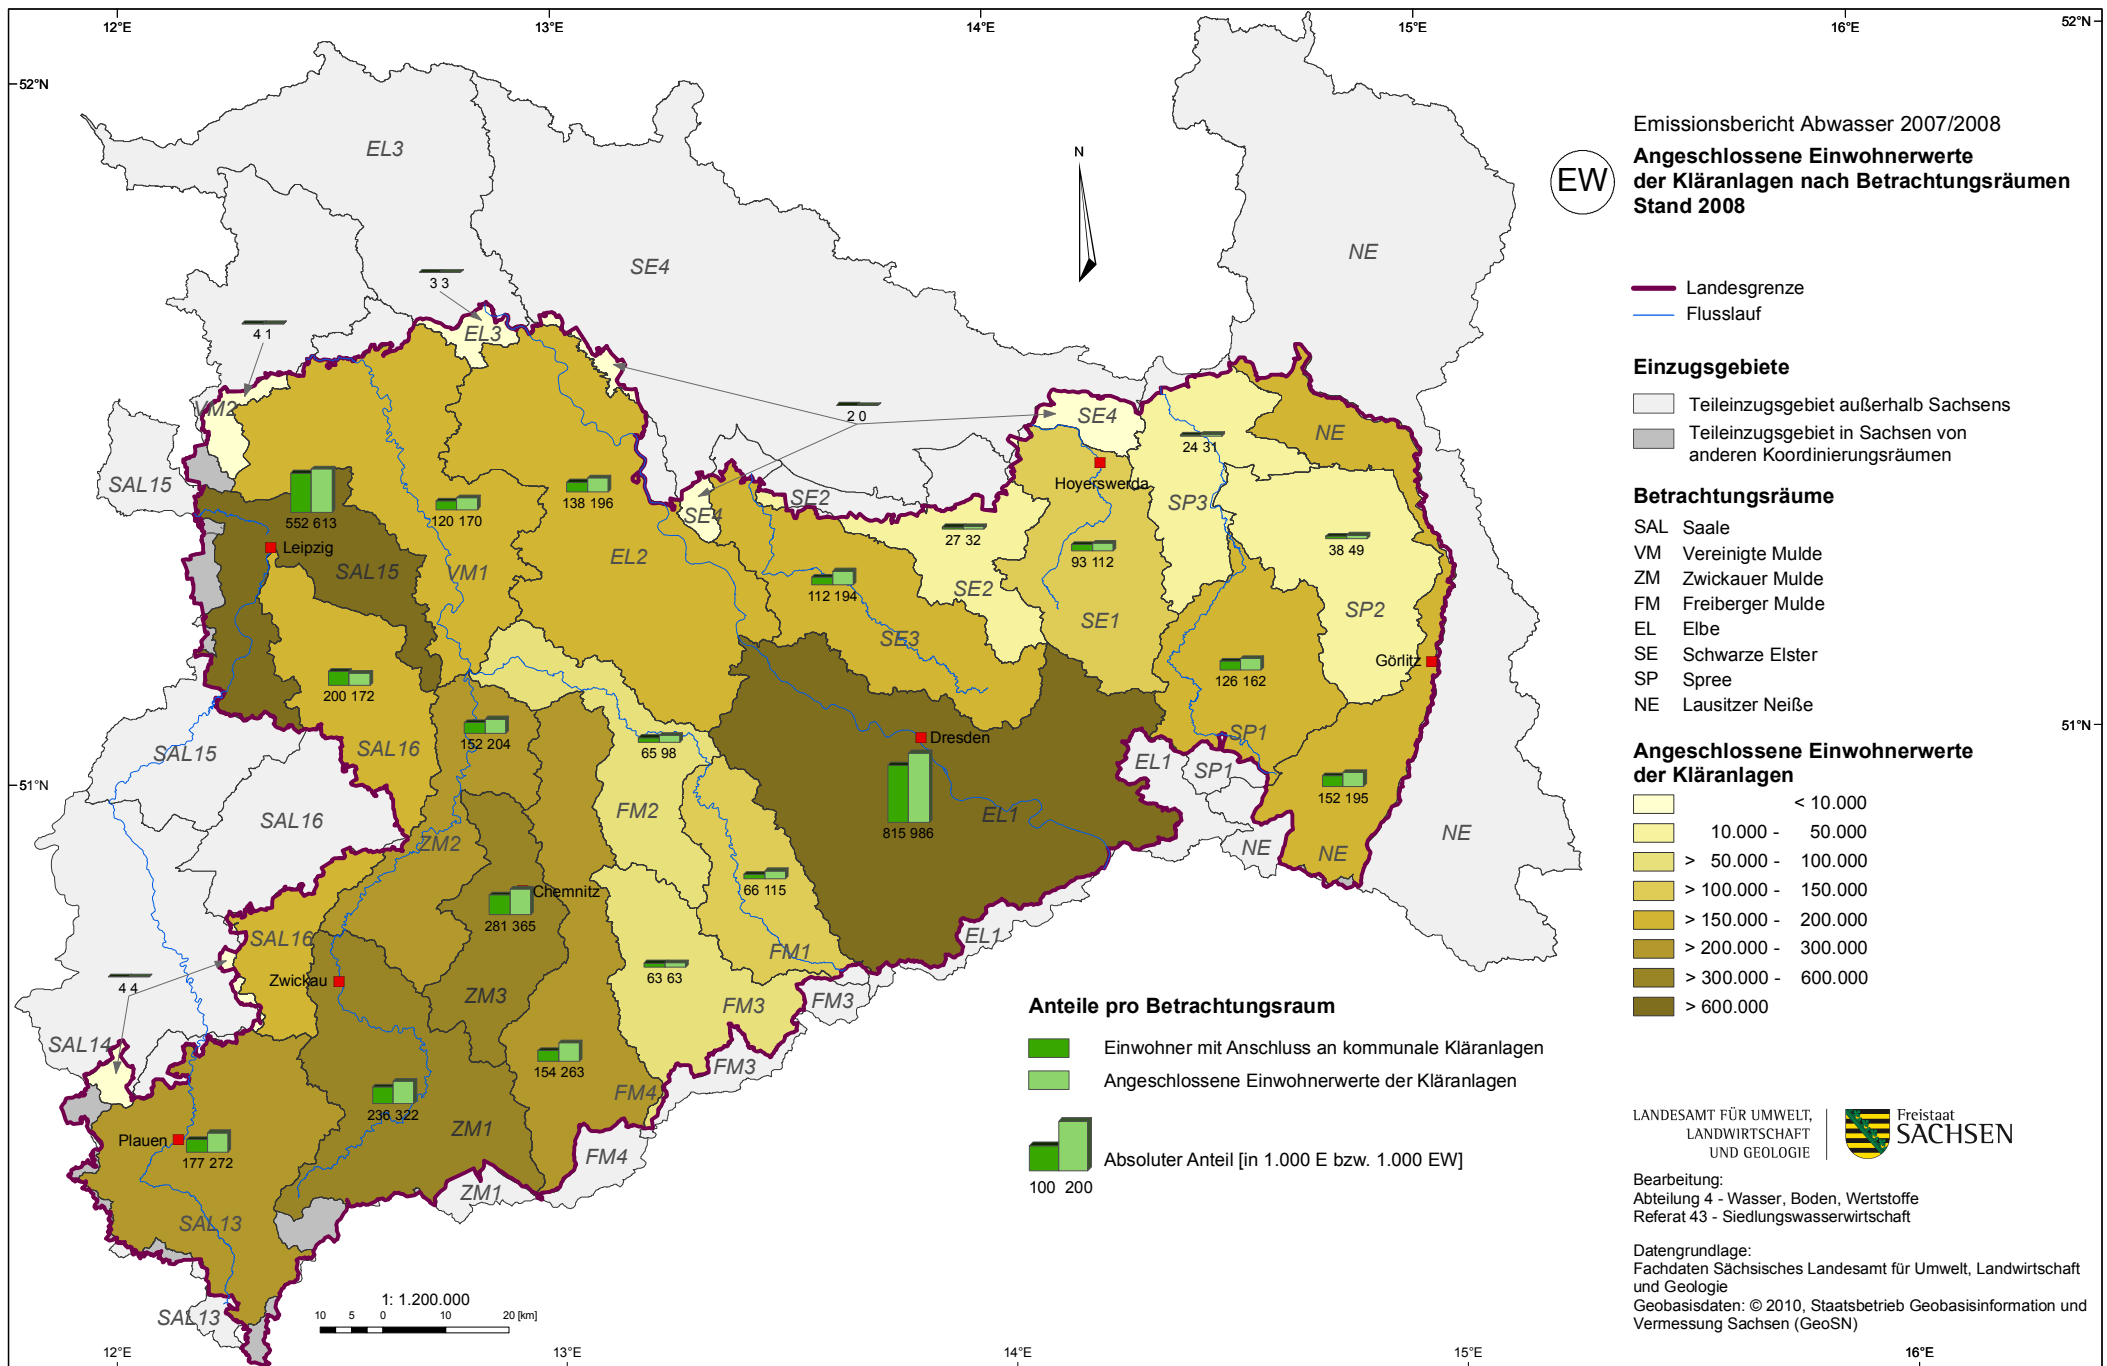 12°E
13°E
14°E
15°E
16°E
52°N
52°N
EL3
SE4
NE
N
3 3
4 1
EL3
VM2
2 0
SE4
NE
24 31
SAL15
552 613
120 170
138 196
SE2
SE4
Hoyerswerda
SP3
27 32
93 112
38 49
Leipzig
SAL15
VM1
EL2
112 194
SE2
SE3
SE1
SP2
Görlitz
200 172
126 162
152 204
SAL16
SAL15
65 98
Dresden
SP1
EL1
SP1
51°N
51°N
152 195
SAL16
FM2
815 986
EL1
ZM2
NE
NE
NE
66 115
Chemnitz
281 365
SAL16
FM1
EL1
63 63
Zwickau
4 4
ZM3
FM3
FM3
SAL14
154 263
FM3
FM4
236 322
ZM1
Plauen
177 272
FM4
ZM1
SAL13
SAL13
1: 1.200.000
10 5 0 10 20 [km]
12°E
13°E
14°E
15°E
16°E
Emissionsbericht Abwasser 2007/2008
EW
Angeschlossene Einwohnerwerte
der Kläranlagen nach Betrachtungsräumen
Stand 2008
Landesgrenze
Flusslauf
Einzugsgebiete
Teileinzugsgebiet außerhalb Sachsens
Teileinzugsgebiet in Sachsen von
anderen Koordinierungsräumen
Betrachtungsräume
SAL Saale
VM Vereinigte Mulde
ZM Zwickauer Mulde
FM Freiberger Mulde
EL Elbe
SE Schwarze Elster
SP Spree
NE Lausitzer Neiße
Angeschlossene Einwohnerwerte
der Kläranlagen
< 10.000
10.000 - 50.000
> 50.000 - 100.000
> 100.000 - 150.000
> 150.000 - 200.000
> 200.000 - 300.000
> 300.000 - 600.000
> 600.000
Anteile pro Betrachtungsraum
Einwohner mit Anschluss an kommunale Kläranlagen
Angeschlossene Einwohnerwerte der Kläranlagen
Absoluter Anteil [in 1.000 E bzw. 1.000 EW]
100 200
LANDESAMT FÜR UMWELT,
LANDWIRTSCHAFT
UND GEOLOGIE
Freistaat
SACHSEN
Bearbeitung:
Abteilung 4 - Wasser, Boden, Wertstoffe
Referat 43 - Siedlungswasserwirtschaft
Datengrundlage:
Fachdaten Sächsisches Landesamt für Umwelt, Landwirtschaft
und Geologie
Geobasisdaten: © 2010, Staatsbetrieb Geobasisinformation und
Vermessung Sachsen (GeoSN)